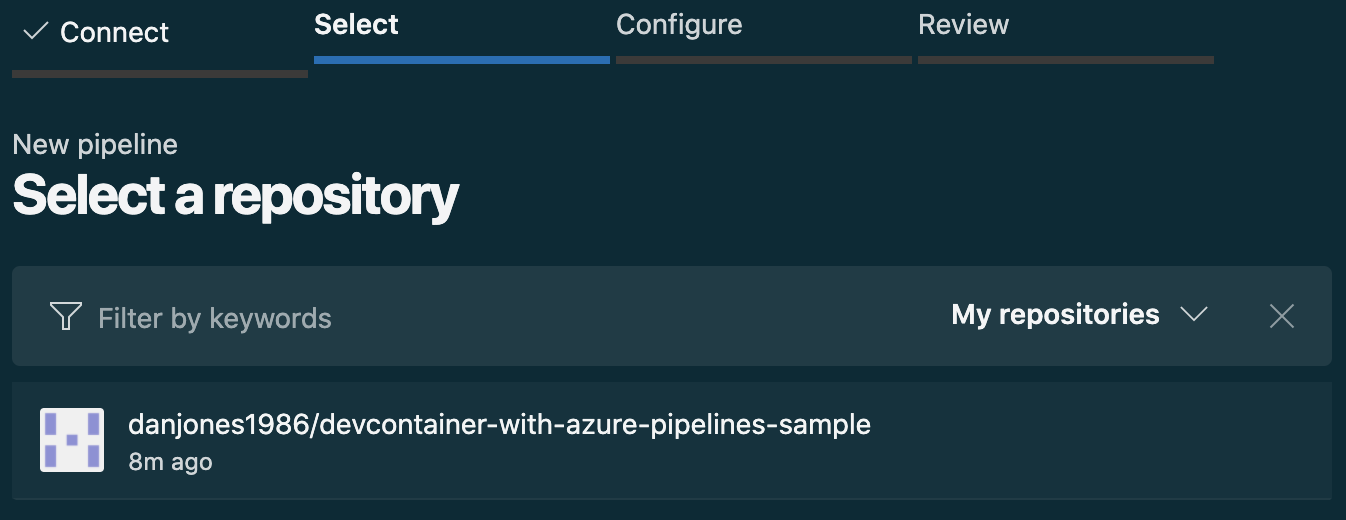 Connect
Select
Configure
Review
New pipeline
Select a repository
Filter by keywords
My repositories
danjones1986/devcontainer-with-azure-pipelines-sample
8m ago